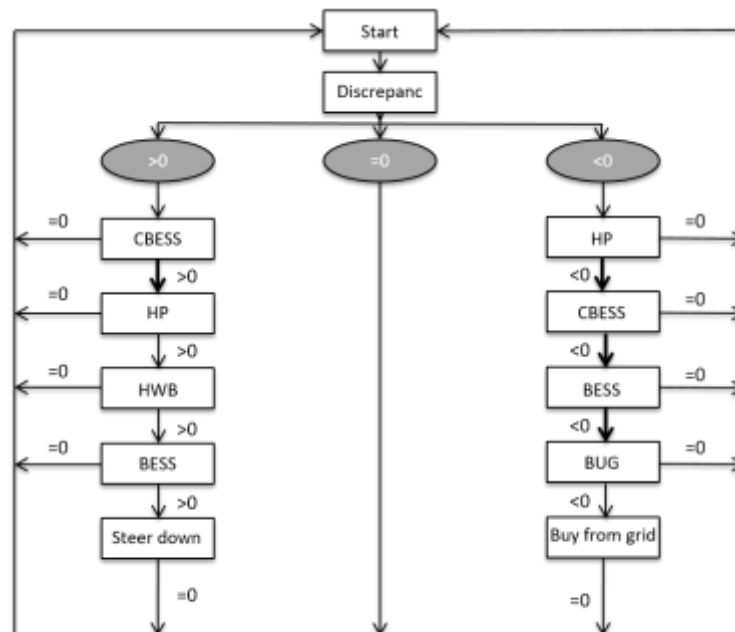 Start
Discrepanc
>0
=0
<0
=0
CBESS
HP
=0
>0
<0
=0
HP
CBESS
=0
>0
<0
=0
HWB
BESS
=0
>0
<0
=0
BESS
BUG
=0
>0
<0
Steer down
Buy from grid
=0
=0